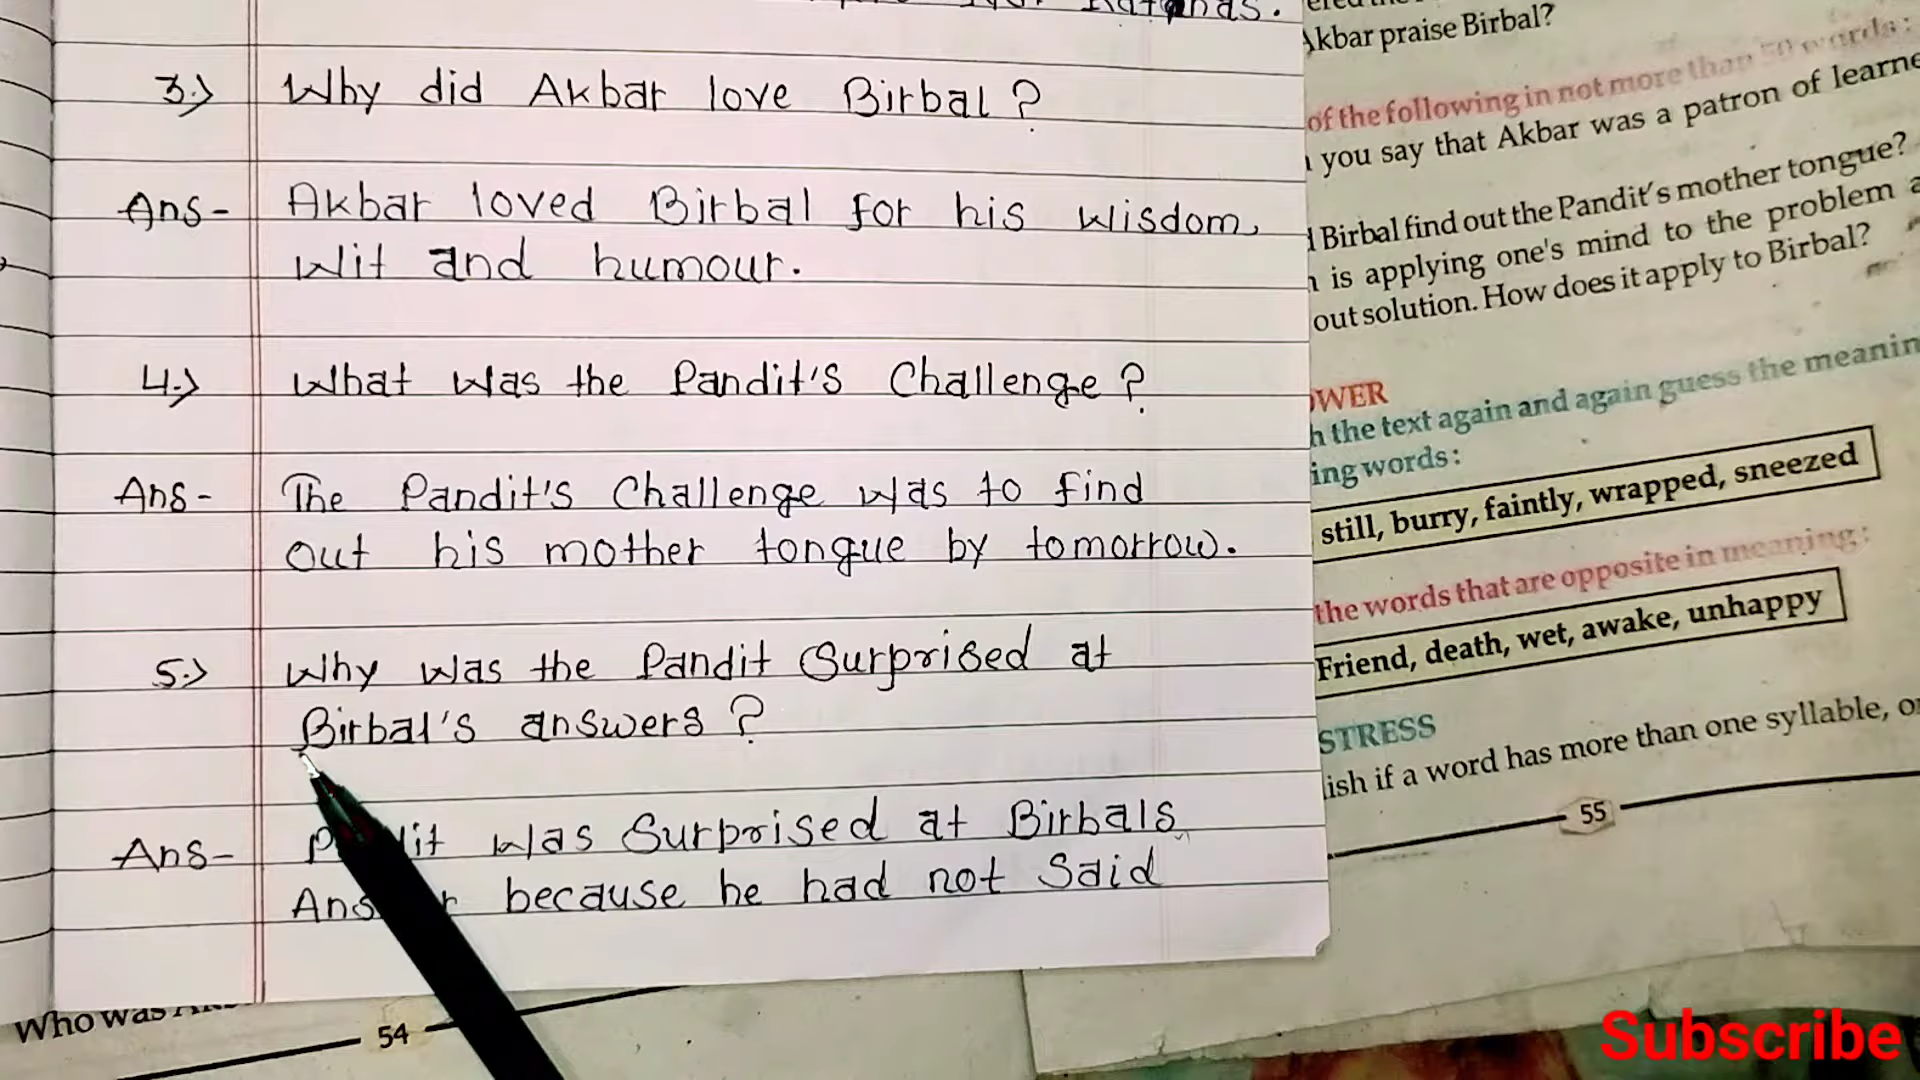 3.) Why did Akbar love Birbal?
Ans- Akbar loved Birbal for his wisdom,
wit and humour.
4.) What was the Pandit's Challenge?
Ans- The Pandit's Challenge was to find
out his mother tongue by tomorrow.
5.) Why was the Pandit Surprised at
Birbal's answers?
Ans- was Surprised at Birbals
because he had not Said
Who was
54
Akbar praise Birbal?
of the following in not more than 50 words:
you say that Akbar was a patron of
Birbal find out the Pandit's mother tongue?
is applying one's mind to the problem
out solution. How does it apply to Birbal?
the text again and again guess the
words:
still, burry, faintly, wrapped, sneezed
the words that are opposite in meaning:
Friend, death, wet, awake, unhappy
STRESS
if a word has more than one syllable,
55
Subscribe